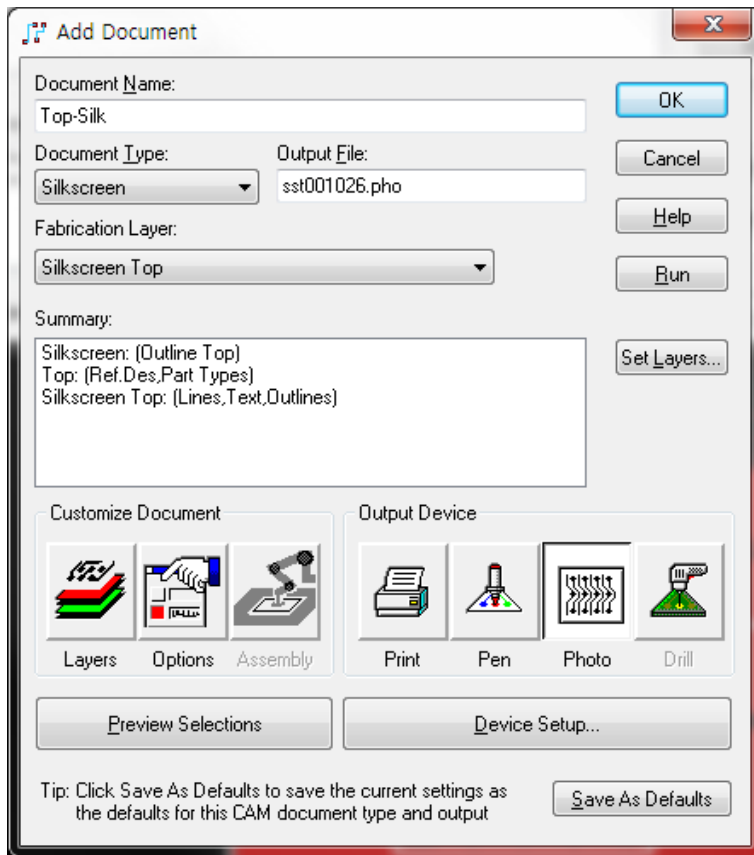 Add Document
Document Name:
Top-Silk
OK
Document Type:
Output File:
Silkscreen
sst001026.pho
Cancel
Fabrication Layer:
Help
Silkscreen Top
Run
Summary:
Silkscreen: (Outline Top)
Top: (Ref.Des,Part Types)
Silkscreen Top: (Lines,Text,Outlines)
Set Layers...
Customize Document
Output Device
Layers
Options
Assembly
Print
Pen
Photo
Drill
Preview Selections
Device Setup...
Tip: Click Save As Defaults to save the current settings as
the defaults for this CAM document type and output
Save As Defaults